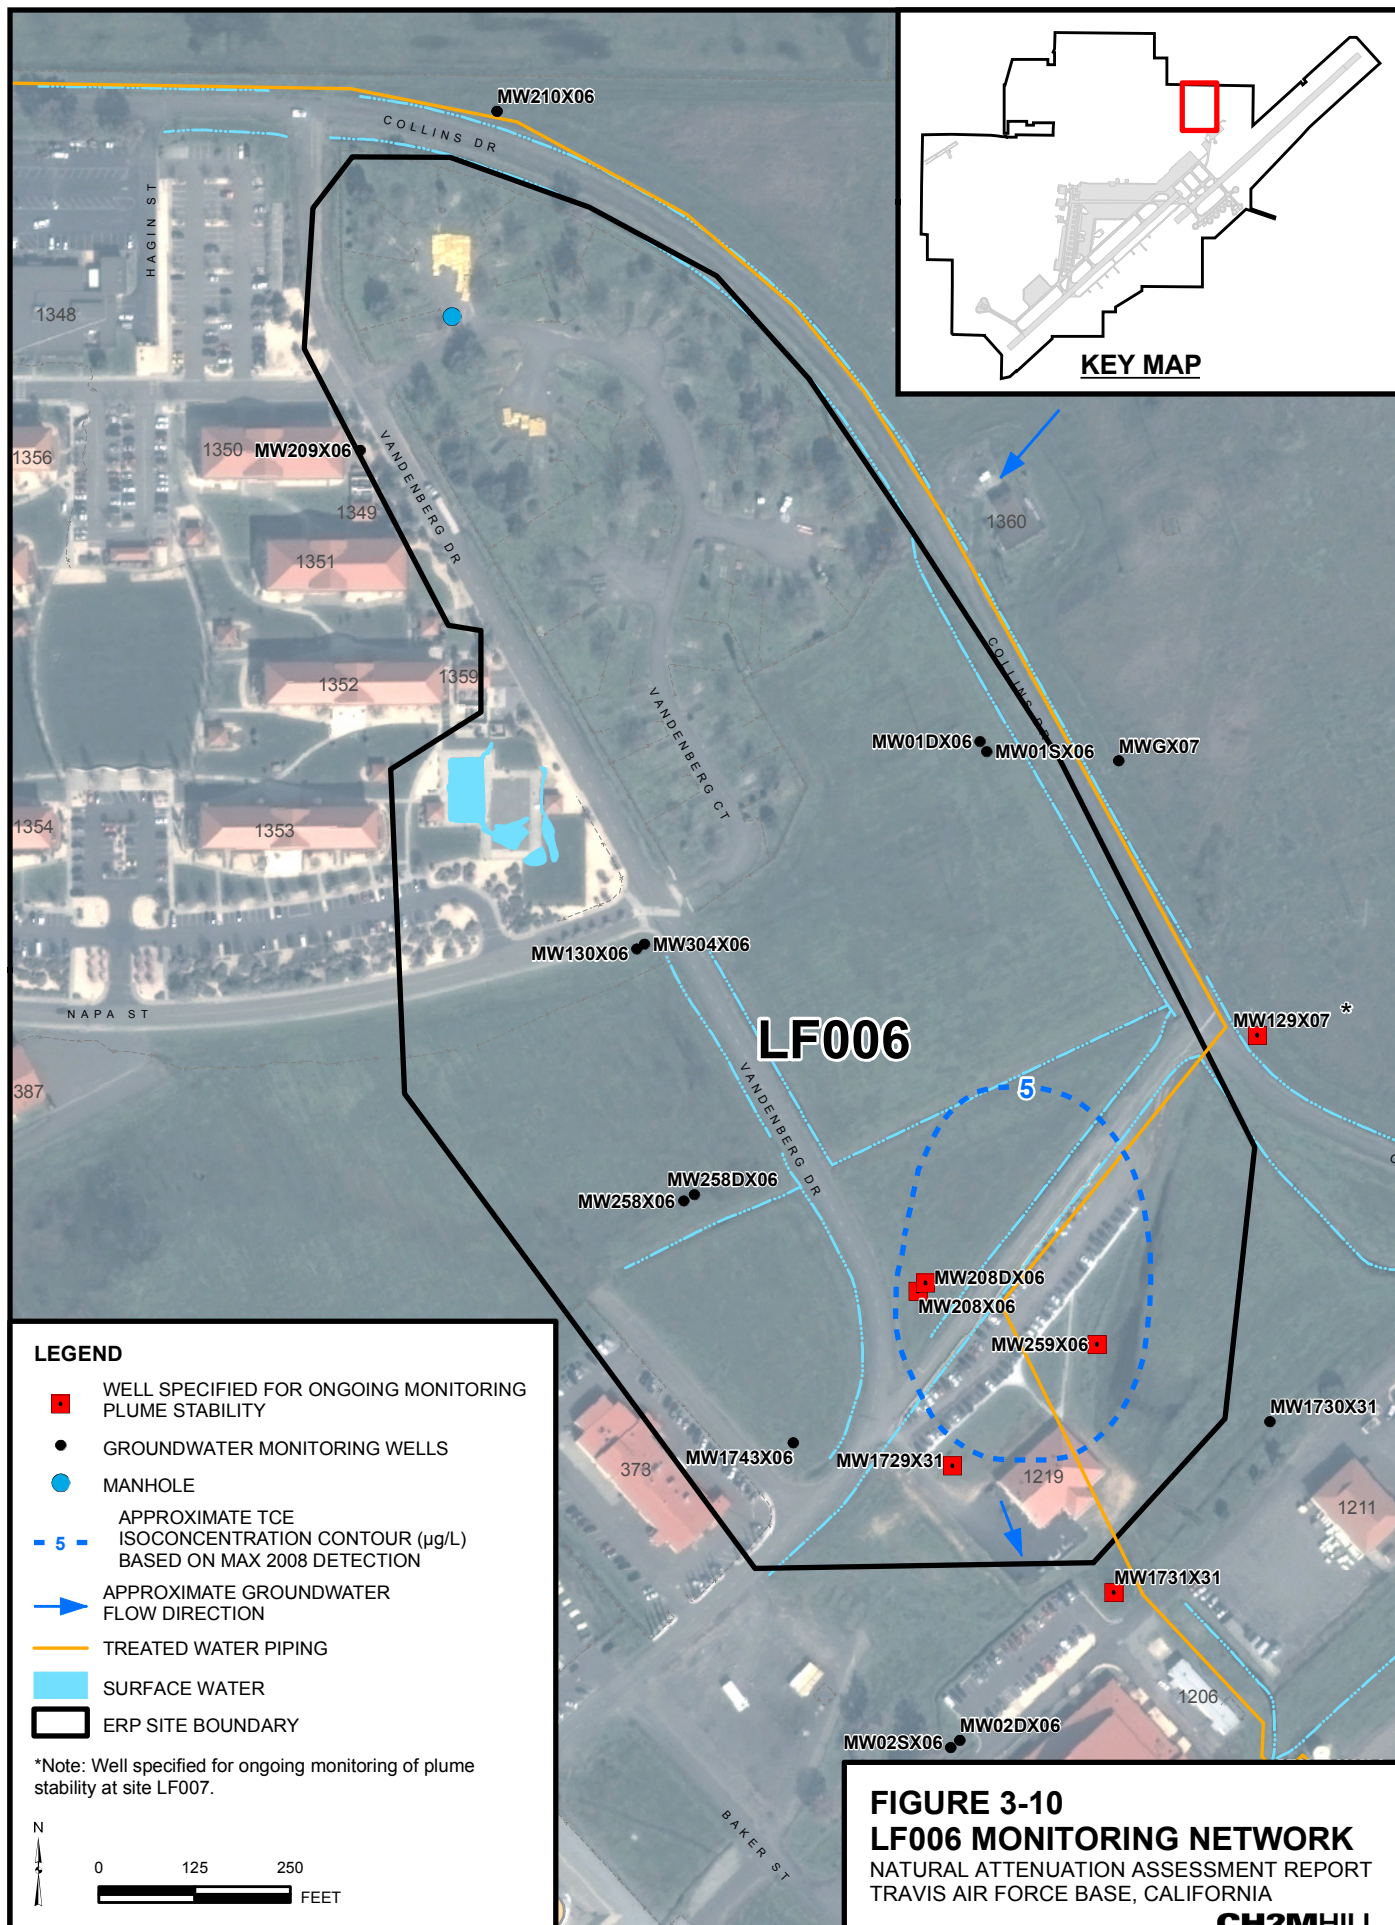 MW210X06
COLLINS DR
HAGIN ST
KEY MAP
1348
1350
MW209X06
1356
VANDENBERG DR
1349
1360
1351
COLLINS DR
1352
1359
VANDENBERG CT
MW01DX06
MW01SX06
MWGX07
1354
1353
MW130X06
MW304X06
NAPA ST
LF006
MW129X07 *
387
VANDENBERG DR
5
MW258DX06
MW258X06
MW208DX06
MW208X06
MW259X06
MW1730X31
MW1743X06
MW1729X31
373
1219
1211
MW1731X31
1206
MW02DX06
MW02SX06
BAKER ST
LEGEND
WELL SPECIFIED FOR ONGOING MONITORING
PLUME STABILITY
GROUNDWATER MONITORING WELLS
MANHOLE
APPROXIMATE TCE
5 ISOCONCENTRATION CONTOUR (µg/L)
BASED ON MAX 2008 DETECTION
APPROXIMATE GROUNDWATER
FLOW DIRECTION
TREATED WATER PIPING
SURFACE WATER
ERP SITE BOUNDARY
*Note: Well specified for ongoing monitoring of plume
stability at site LF007.
N
0 125 250
FEET
FIGURE 3-10
LF006 MONITORING NETWORK
NATURAL ATTENUATION ASSESSMENT REPORT
TRAVIS AIR FORCE BASE, CALIFORNIA
CH2MHILL